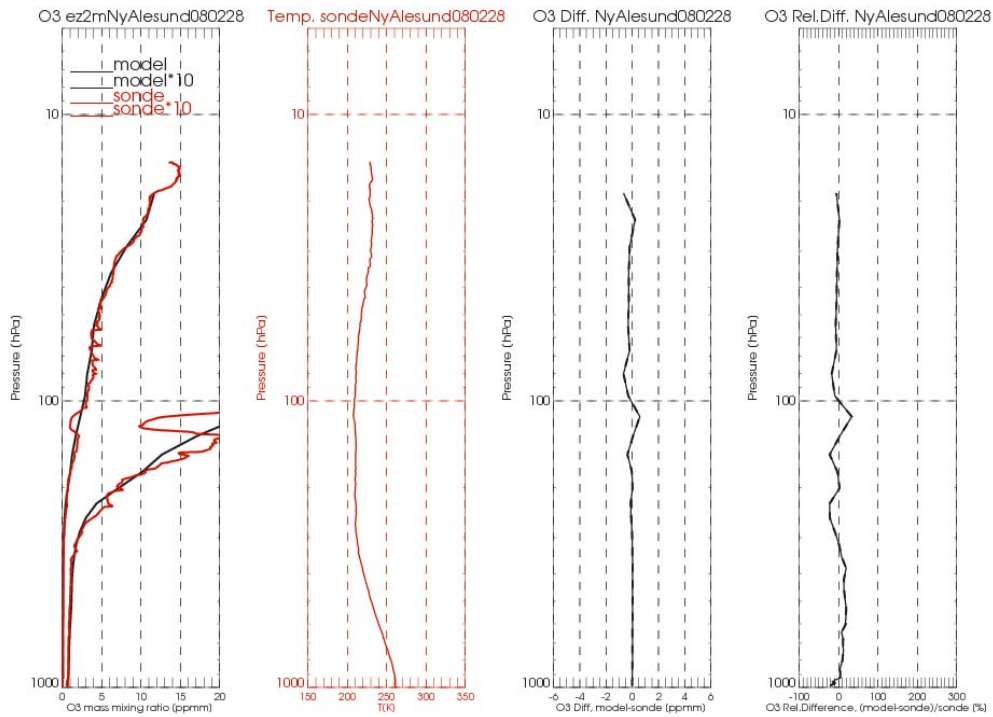 O3 ez2mNyAlesund080228
model
model*10
sonde
sonde*10
10
100
1000
Pressure (hPa)
0 5 10 15 20
O3 mass mixing ratio (ppmm)
Temp. sondeNyAlesund080228
10
100
1000
Pressure (hPa)
150 200 250 300 350
T(K)
O3 Diff. NyAlesund080228
10
100
1000
Pressure (hPa)
-6 -4 -2 0 2 4 6
O3 Diff, model-sonde (ppmm)
O3 Rel.Diff. NyAlesund080228
10
100
1000
Pressure (hPa)
-100 0 100 200 300
O3 Rel.Difference, (model-sonde)/sonde (%)